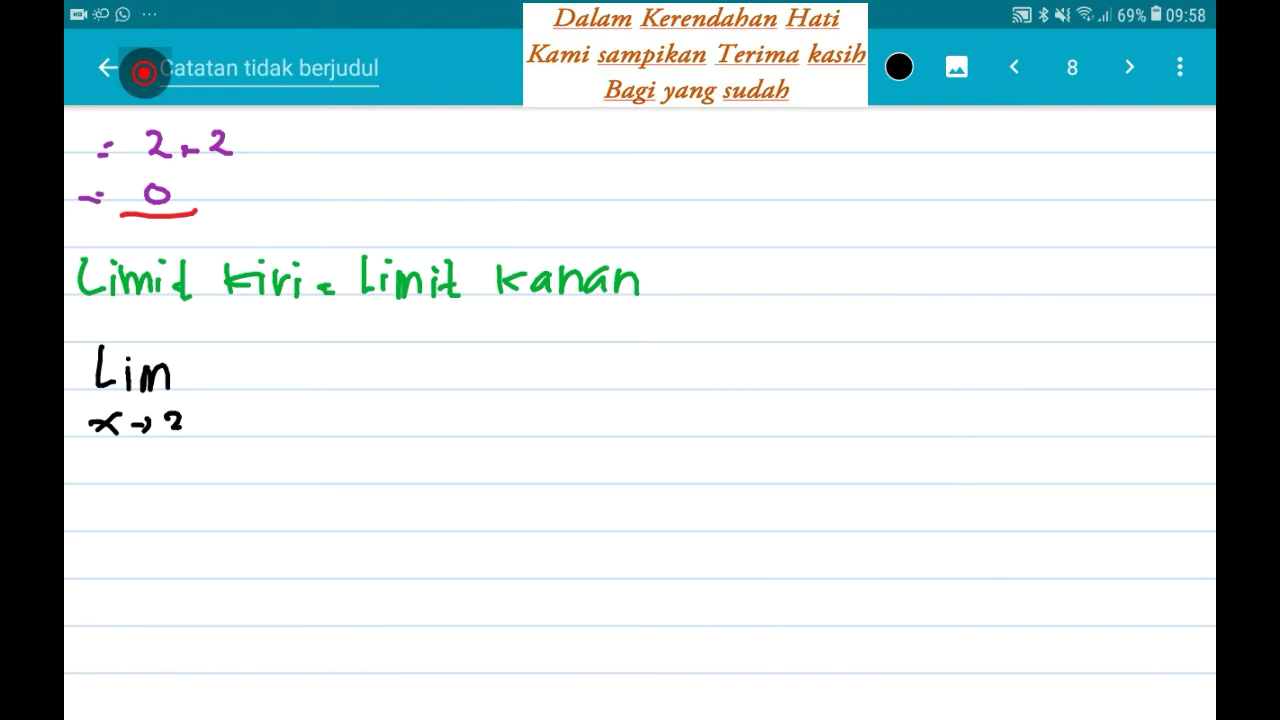 69% 09:58
Dalam Kerendahan Hati
Kami sampikan Terima kasih
Bagi yang sudah
Catatan tidak berjudul
8
= 2 - 2
= 0
Limid kiri = Limit kanan
Lim
x → 2